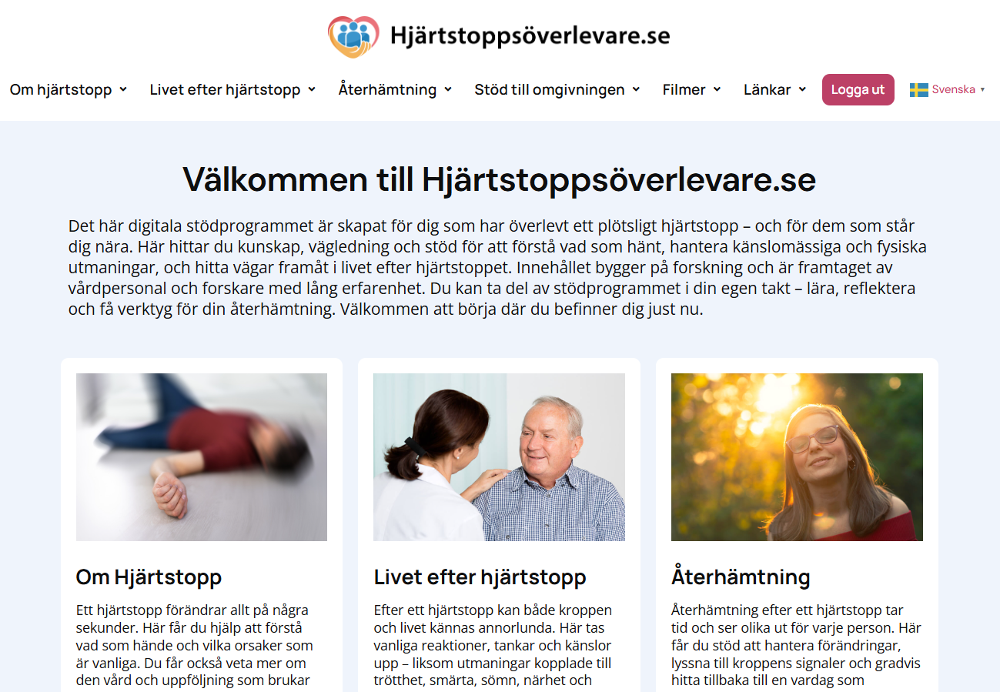 Hjärtstoppsöverlevare.se
Om hjärtstopp
Livet efter hjärtstopp
Återhämtning
Stöd till omgivningen
Filmer
Länkar
Logga ut
Svenska
Välkommen till Hjärtstoppsöverlevare.se
Det här digitala stödprogrammet är skapat för dig som har överlevt ett plötsligt hjärtstopp – och för dem som står
dig nära. Här hittar du kunskap, vägledning och stöd för att förstå vad som hänt, hantera känslomässiga och fysiska
utmaningar, och hitta vägar framåt i livet efter hjärtstoppet. Innehållet bygger på forskning och är framtaget av
vårdpersonal och forskare med lång erfarenhet. Du kan ta del av stödprogrammet i din egen takt – lära, reflektera
och få verktyg för din återhämtning. Välkommen att börja där du befinner dig just nu.
Om Hjärtstopp
Ett hjärtstopp förändrar allt på några
sekunder. Här får du hjälp att förstå
vad som hände och vilka orsaker som
är vanliga. Du får också veta mer om
den vård och uppföljning som brukar
Livet efter hjärtstopp
Efter ett hjärtstopp kan både kroppen
och livet kännas annorlunda. Här tas
vanliga reaktioner, tankar och känslor
upp – liksom utmaningar kopplade till
trötthet, smärta, sömn, närhet och
Återhämtning
Återhämtning efter ett hjärtstopp tar
tid och ser olika ut för varje person. Här
får du stöd att hantera förändringar,
lyssna till kroppens signaler och gradvis
hitta tillbaka till en vardag som